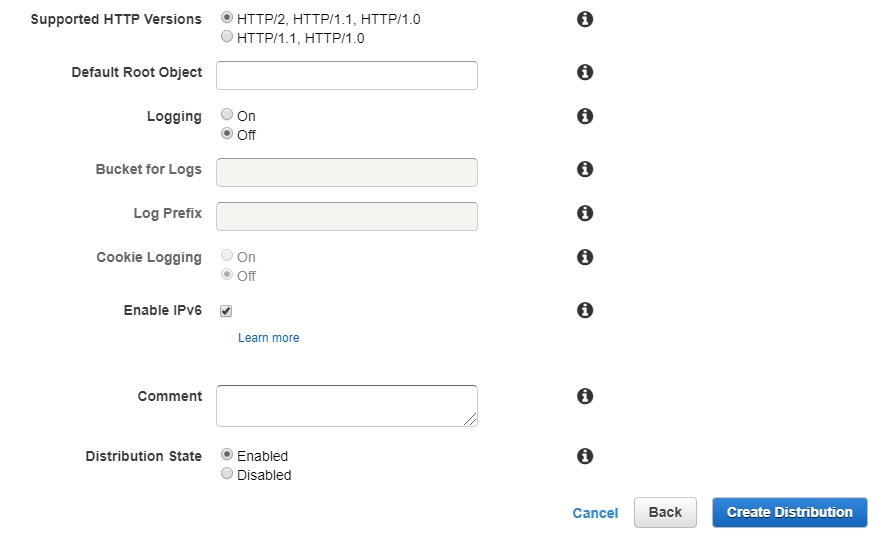 Supported HTTP Versions
HTTP/2, HTTP/1.1, HTTP/1.0
HTTP/1.1, HTTP/1.0
Default Root Object
Logging
On
Off
Bucket for Logs
Log Prefix
Cookie Logging
On
Off
Enable IPv6
Learn more
Comment
Distribution State
Enabled
Disabled
Cancel
Back
Create Distribution